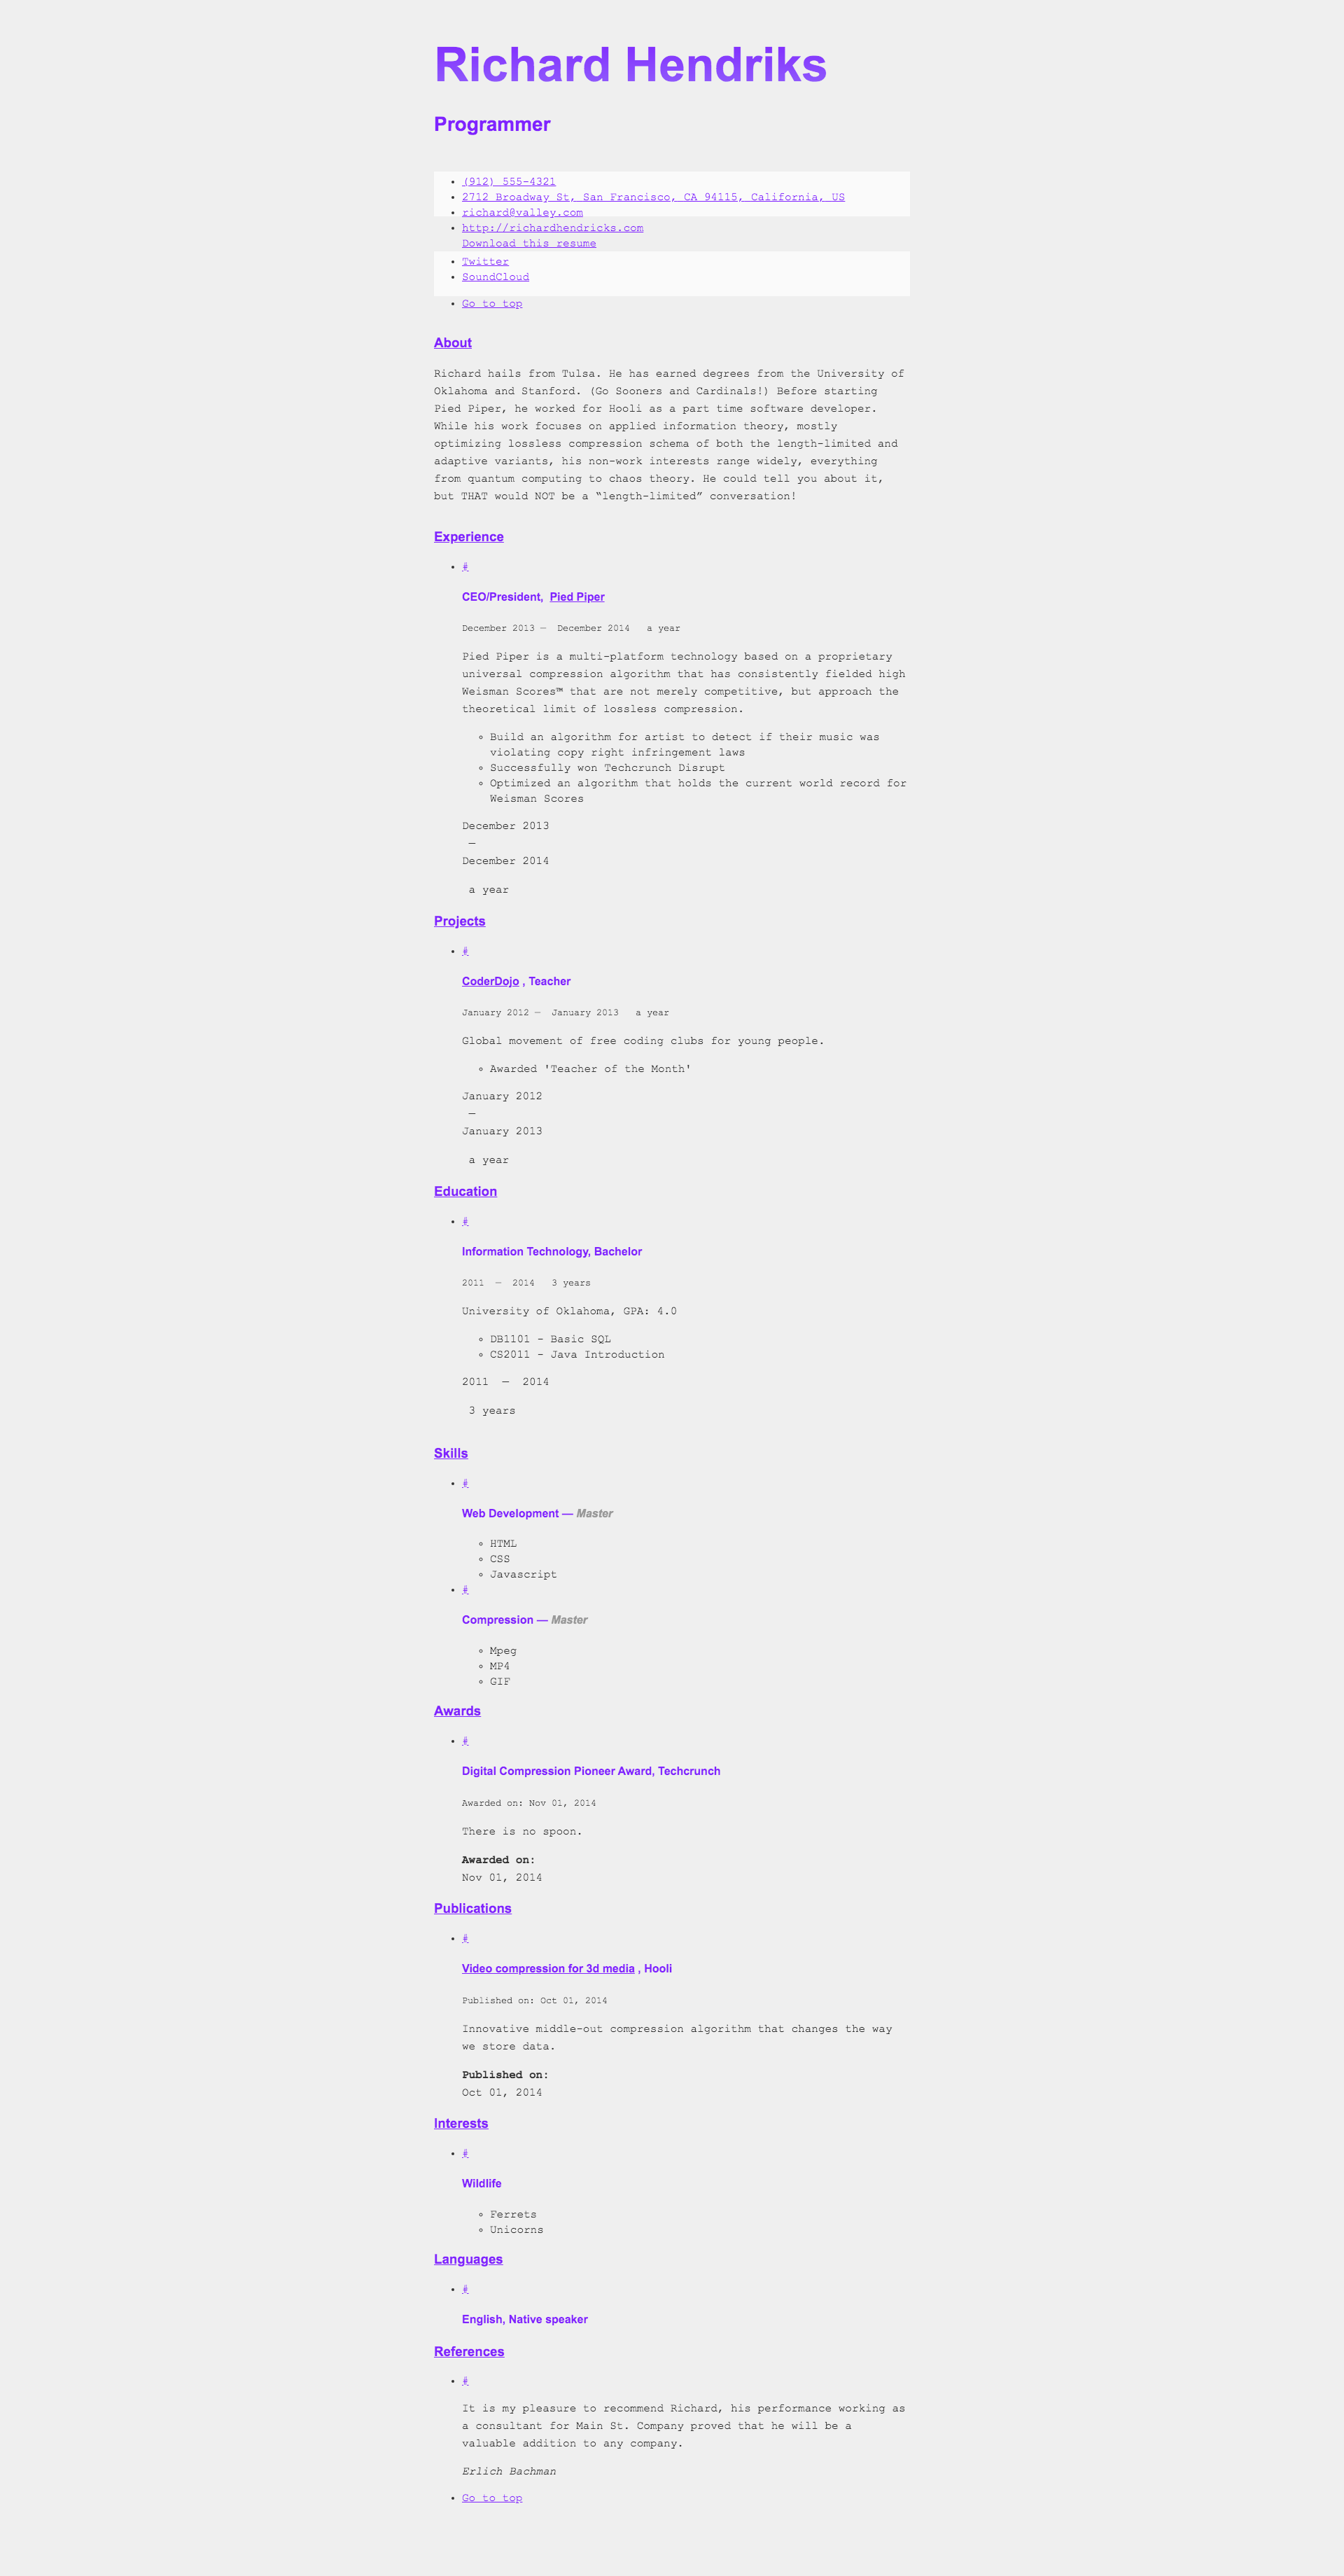 Richard Hendriks
Programmer
(912) 555-4321
2712 Broadway St, San Francisco, CA 94115, California, US
richard@valley.com
http://richardhendricks.com
Download this resume
Twitter
SoundCloud
Go to top
About
Richard hails from Tulsa. He has earned degrees from the University of
Oklahoma and Stanford. (Go Sooners and Cardinals!) Before starting
Pied Piper, he worked for Hooli as a part time software developer.
While his work focuses on applied information theory, mostly
optimizing lossless compression schema of both the length-limited and
adaptive variants, his non-work interests range widely, everything
from quantum computing to chaos theory. He could tell you about it,
but THAT would NOT be a “length-limited” conversation!
Experience
#
CEO/President, Pied Piper
December 2013 — December 2014 a year
Pied Piper is a multi-platform technology based on a proprietary
universal compression algorithm that has consistently fielded high
Weisman Scores™ that are not merely competitive, but approach the
theoretical limit of lossless compression.
Build an algorithm for artist to detect if their music was
violating copy right infringement laws
Successfully won Techcrunch Disrupt
Optimized an algorithm that holds the current world record for
Weisman Scores
December 2013
—
December 2014
a year
Projects
#
CoderDojo , Teacher
January 2012 — January 2013 a year
Global movement of free coding clubs for young people.
Awarded 'Teacher of the Month'
January 2012
—
January 2013
a year
Education
#
Information Technology, Bachelor
2011 — 2014 3 years
University of Oklahoma, GPA: 4.0
DB1101 - Basic SQL
CS2011 - Java Introduction
2011 — 2014
3 years
Skills
#
Web Development — Master
HTML
CSS
Javascript
#
Compression — Master
Mpeg
MP4
GIF
Awards
#
Digital Compression Pioneer Award, Techcrunch
Awarded on: Nov 01, 2014
There is no spoon.
Awarded on:
Nov 01, 2014
Publications
#
Video compression for 3d media , Hooli
Published on: Oct 01, 2014
Innovative middle-out compression algorithm that changes the way
we store data.
Published on:
Oct 01, 2014
Interests
#
Wildlife
Ferrets
Unicorns
Languages
#
English, Native speaker
References
#
It is my pleasure to recommend Richard, his performance working as
a consultant for Main St. Company proved that he will be a
valuable addition to any company.
Erlich Bachman
Go to top